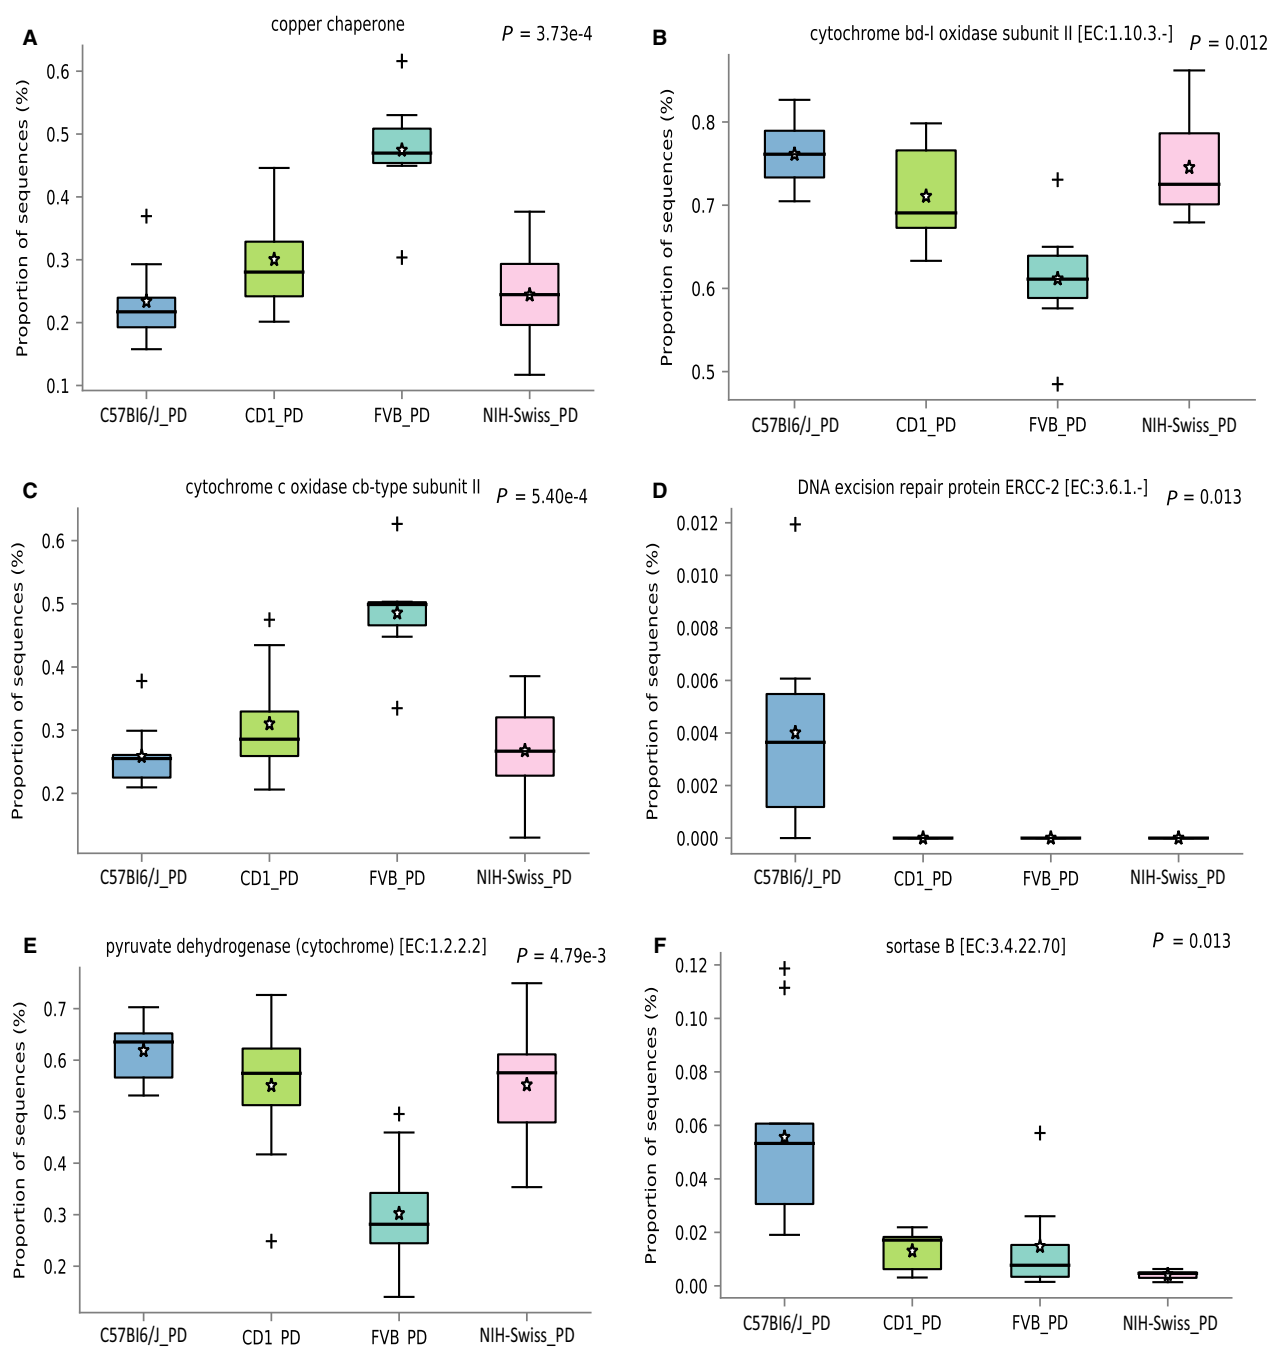 A
copper chaperone
P = 3.73e-4
Proportion of sequences (%)
0.6
0.5
0.4
0.3
0.2
0.1
C57Bl6/J_PD
CD1_PD
FVB_PD
NIH-Swiss_PD
B
cytochrome bd-I oxidase subunit II [EC:1.10.3.-]
P = 0.012
Proportion of sequences (%)
0.8
0.7
0.6
0.5
C57Bl6/J_PD
CD1_PD
FVB_PD
NIH-Swiss_PD
C
cytochrome c oxidase cb-type subunit II
P = 5.40e-4
Proportion of sequences (%)
0.6
0.5
0.4
0.3
0.2
C57Bl6/J_PD
CD1_PD
FVB_PD
NIH-Swiss_PD
D
DNA excision repair protein ERCC-2 [EC:3.6.1.-]
P = 0.013
Proportion of sequences (%)
0.012
0.010
0.008
0.006
0.004
0.002
0.000
C57Bl6/J_PD
CD1_PD
FVB_PD
NIH-Swiss_PD
E
pyruvate dehydrogenase (cytochrome) [EC:1.2.2.2]
P = 4.79e-3
Proportion of sequences (%)
0.7
0.6
0.5
0.4
0.3
0.2
C57Bl6/J_PD
CD1 PD
FVB PD
NIH-Swiss_PD
F
sortase B [EC:3.4.22.70]
P = 0.013
Proportion of sequences (%)
0.12
0.10
0.08
0.06
0.04
0.02
0.00
C57Bl6/J_PD
CD1_PD
FVB_PD
NIH-Swiss_PD